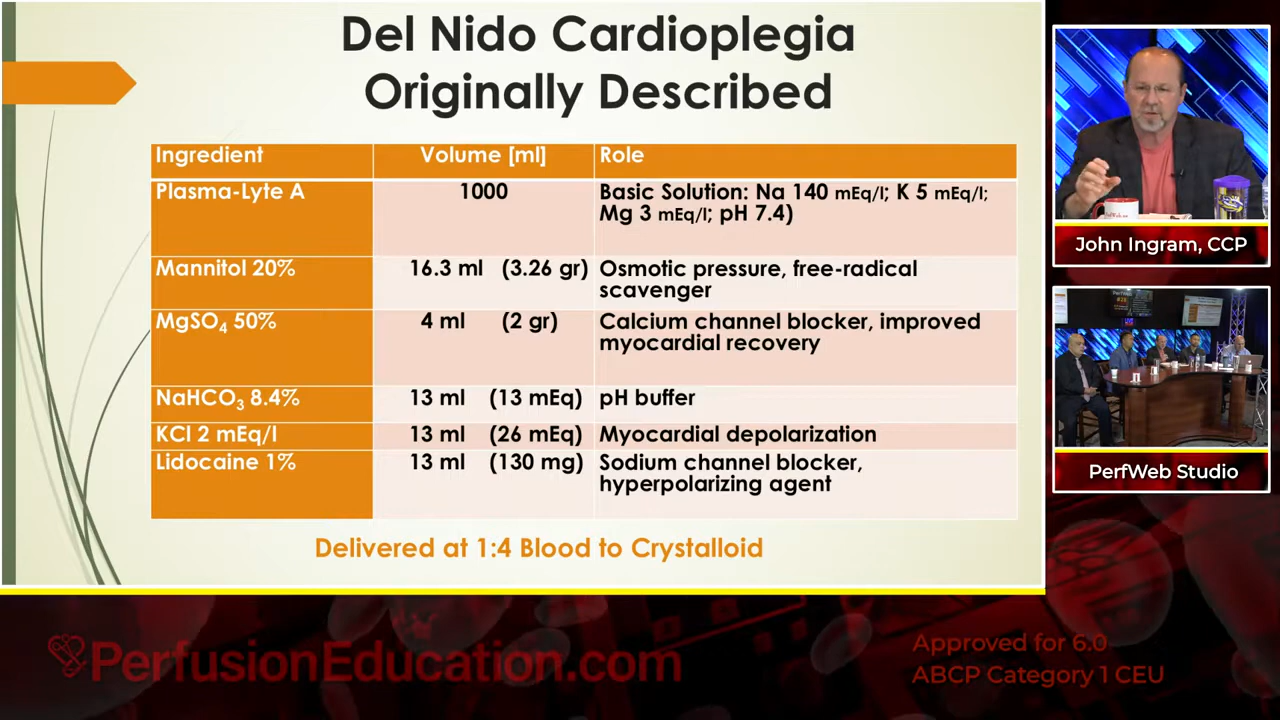 Del Nido Cardioplegia
Originally Described
Ingredient Volume [ml] Role
Plasma-Lyte A 1000 Basic Solution: Na 140 mEq/l; K 5 mEq/l;
Mg 3 mEq/l; pH 7.4)
Mannitol 20% 16.3 ml (3.26 gr) Osmotic pressure, free-radical
scavenger
MgSO4 50% 4 ml (2 gr) Calcium channel blocker, improved
myocardial recovery
NaHCO3 8.4% 13 ml (13 mEq) pH buffer
KCl 2 mEq/l 13 ml (26 mEq) Myocardial depolarization
Lidocaine 1% 13 ml (130 mg) Sodium channel blocker,
hyperpolarizing agent
Delivered at 1:4 Blood to Crystalloid
John Ingram, CCP
PerfWeb Studio
PerfusionEducation.com
Approved for 6.0
ABCP Category 1 CEU